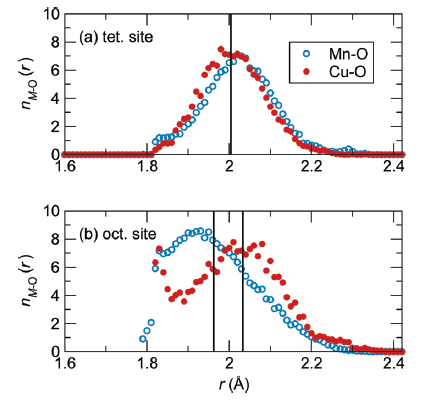 (a) tet. site
Mn-O
Cu-O
n_M-O(r)
10
8
6
4
2
0
1.6 1.8 2 2.2 2.4
(b) oct. site
n_M-O(r)
10
8
6
4
2
0
1.6 1.8 2 2.2 2.4
r (Å)